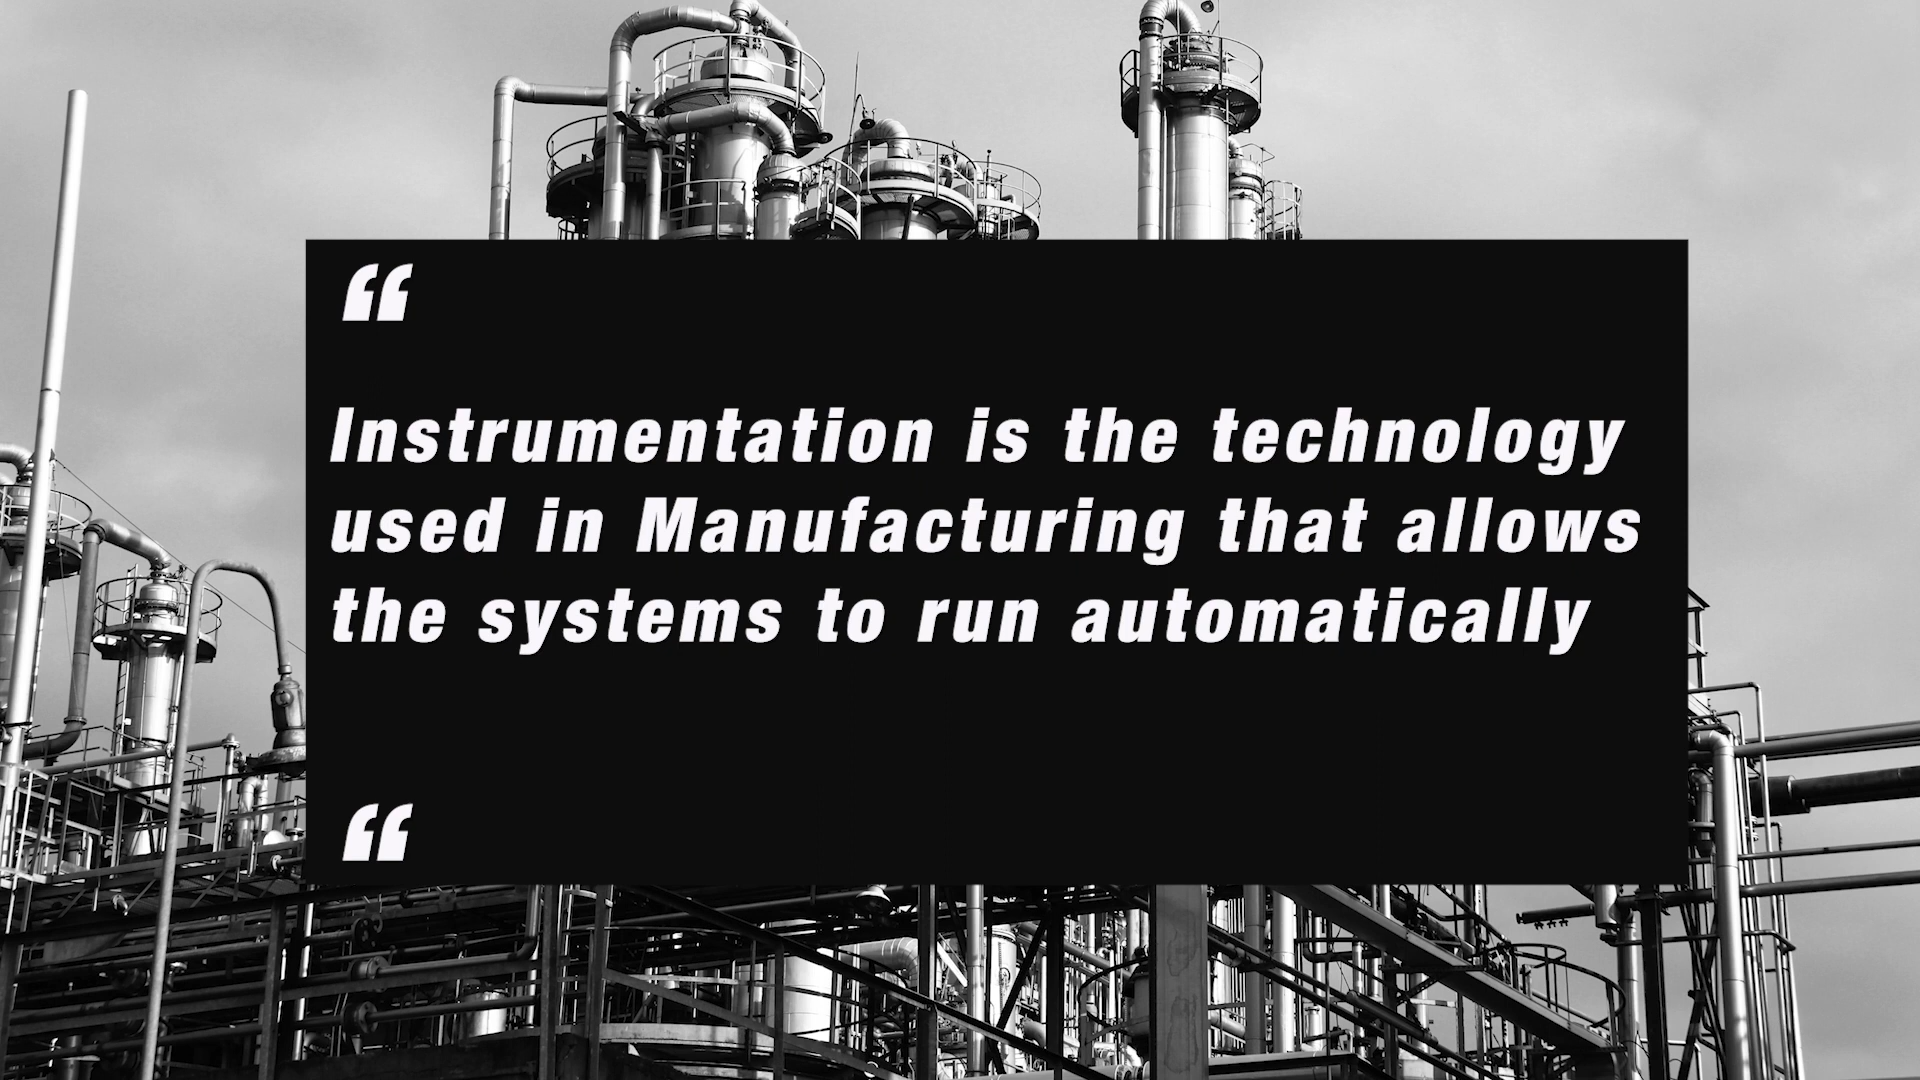 “
Instrumentation is the technology
used in Manufacturing that allows
the systems to run automatically
“